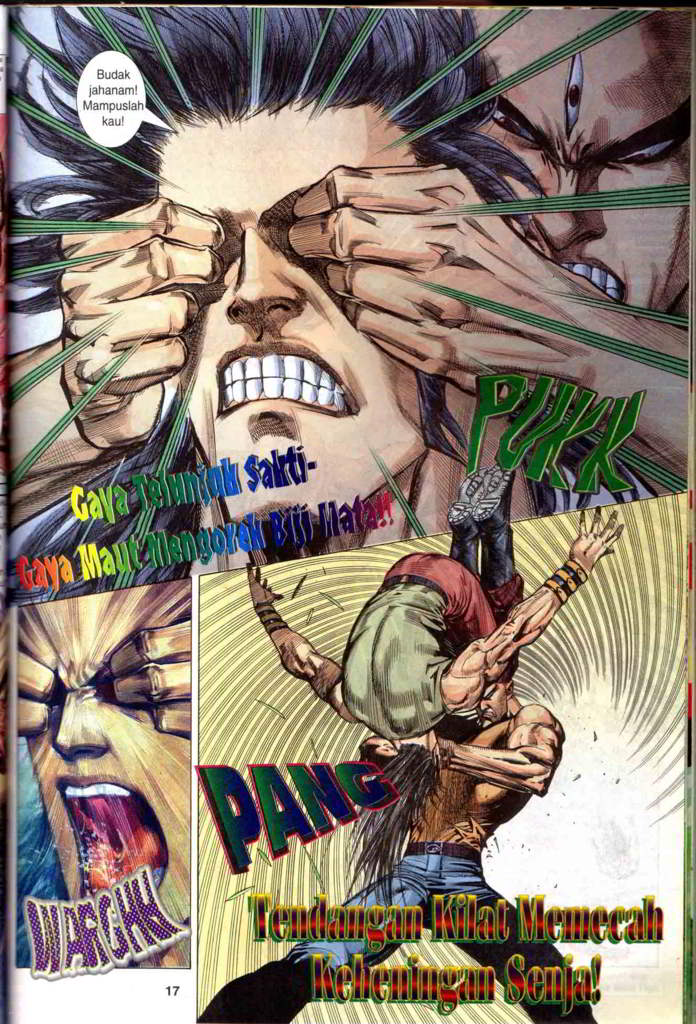 Budak
jahanam!
Mampuslah
kau!
PUKK
Gaya Telunjuk Sakti-
Gaya Maut Mengorek Biji Mata!!
PANG
WARGHH
Tendangan Kilat Memecah
Keheningan Senja!
17